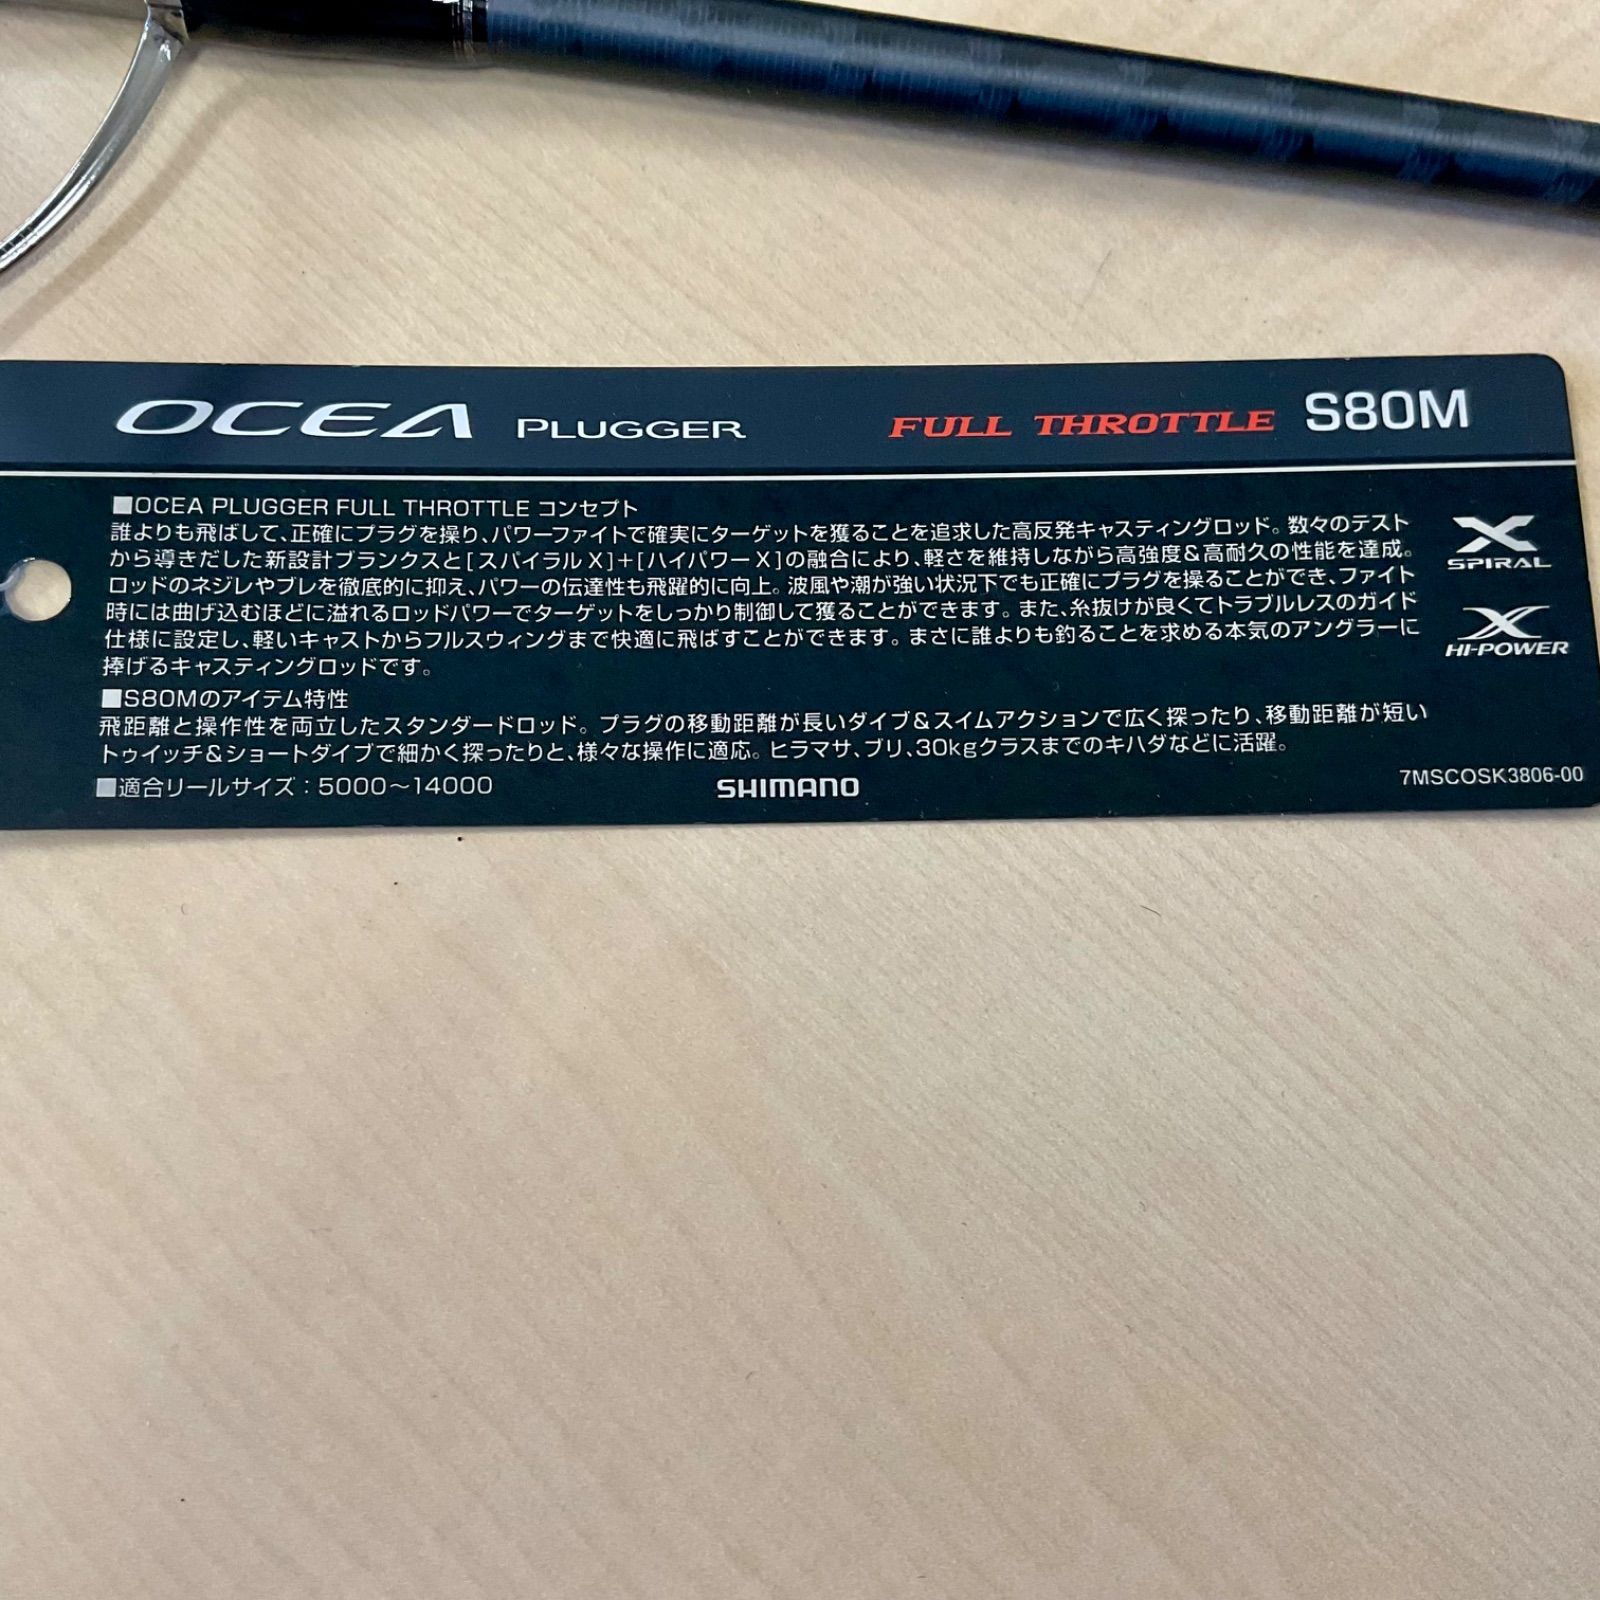 OCEA PLUGGER FULL THROTTLE S80M
■OCEA PLUGGER FULL THROTTLE コンセプト
誰よりも飛ばして、正確にプラグを操り、パワーファイトで確実にターゲットを獲ることを追求した高反発キャスティングロッド。数々のテスト
から導きだした新設計ブランクスと[スパイラルX]+[ハイパワーX]の融合により、軽さを維持しながら高強度&高耐久の性能を達成。
ロッドのネジレやブレを徹底的に抑え、パワーの伝達性も飛躍的に向上。波風や潮が強い状況下でも正確にプラグを操ることができ、ファイト
時には曲げ込むほどに溢れるロッドパワーでターゲットをしっかり制御して獲ることができます。また、糸抜けが良くてトラブルレスのガイド
仕様に設定し、軽いキャストからフルスウィングまで快適に飛ばすことができます。まさに誰よりも釣ることを求める本気のアングラーに
捧げるキャスティングロッドです。
X
SPIRAL
X
HI-POWER
■S80Mのアイテム特性
飛距離と操作性を両立したスタンダードロッド。プラグの移動距離が長いダイブ&スイムアクションで広く探ったり、移動距離が短い
トゥイッチ&ショートダイブで細かく探ったりと、様々な操作に適応。ヒラマサ、ブリ、30kgクラスまでのキハダなどに活躍。
■適合リールサイズ：5000〜14000
SHIMANO
7MSCOSK3806-00